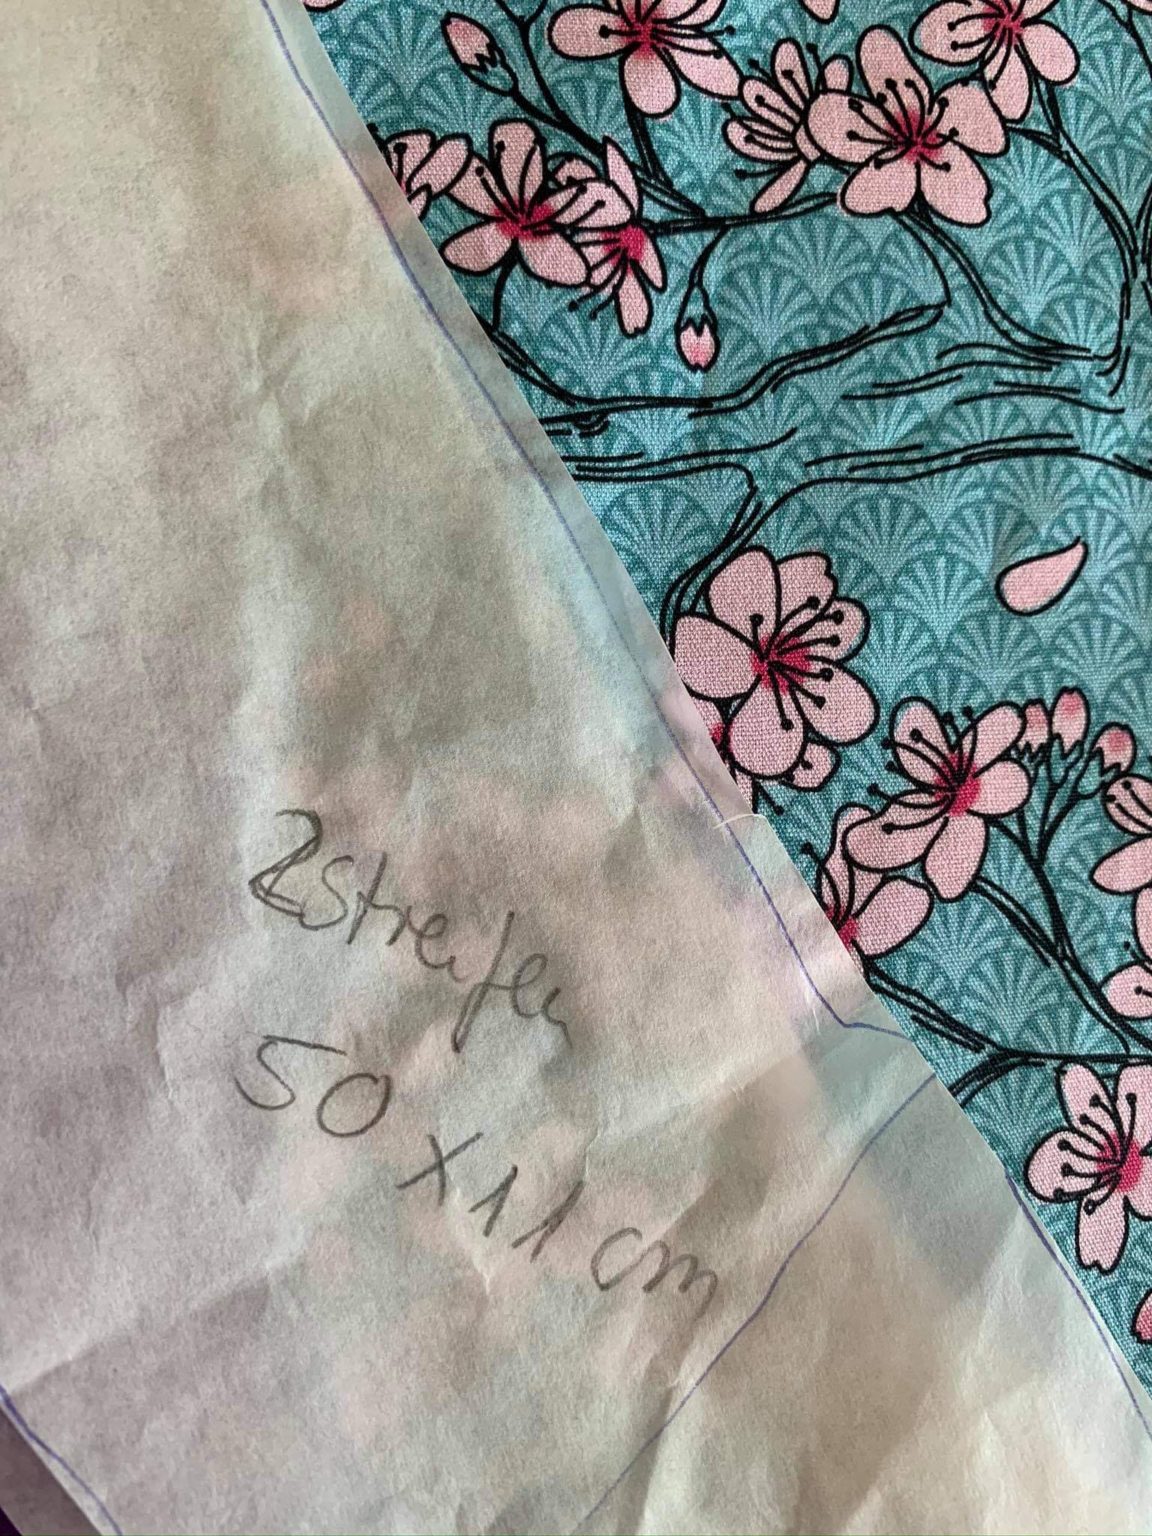 2 Streifen
50 x 11 cm